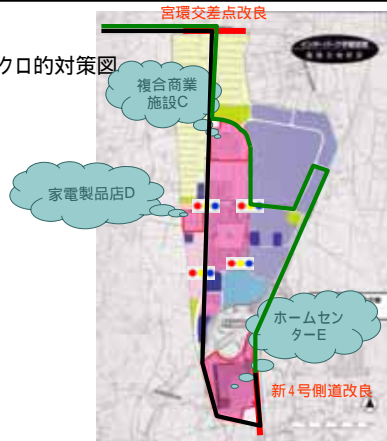 宮環交差点改良
クロ的対策図
複合商業
施設C
家電製品店D
ホームセン
ターE
新4号側道改良